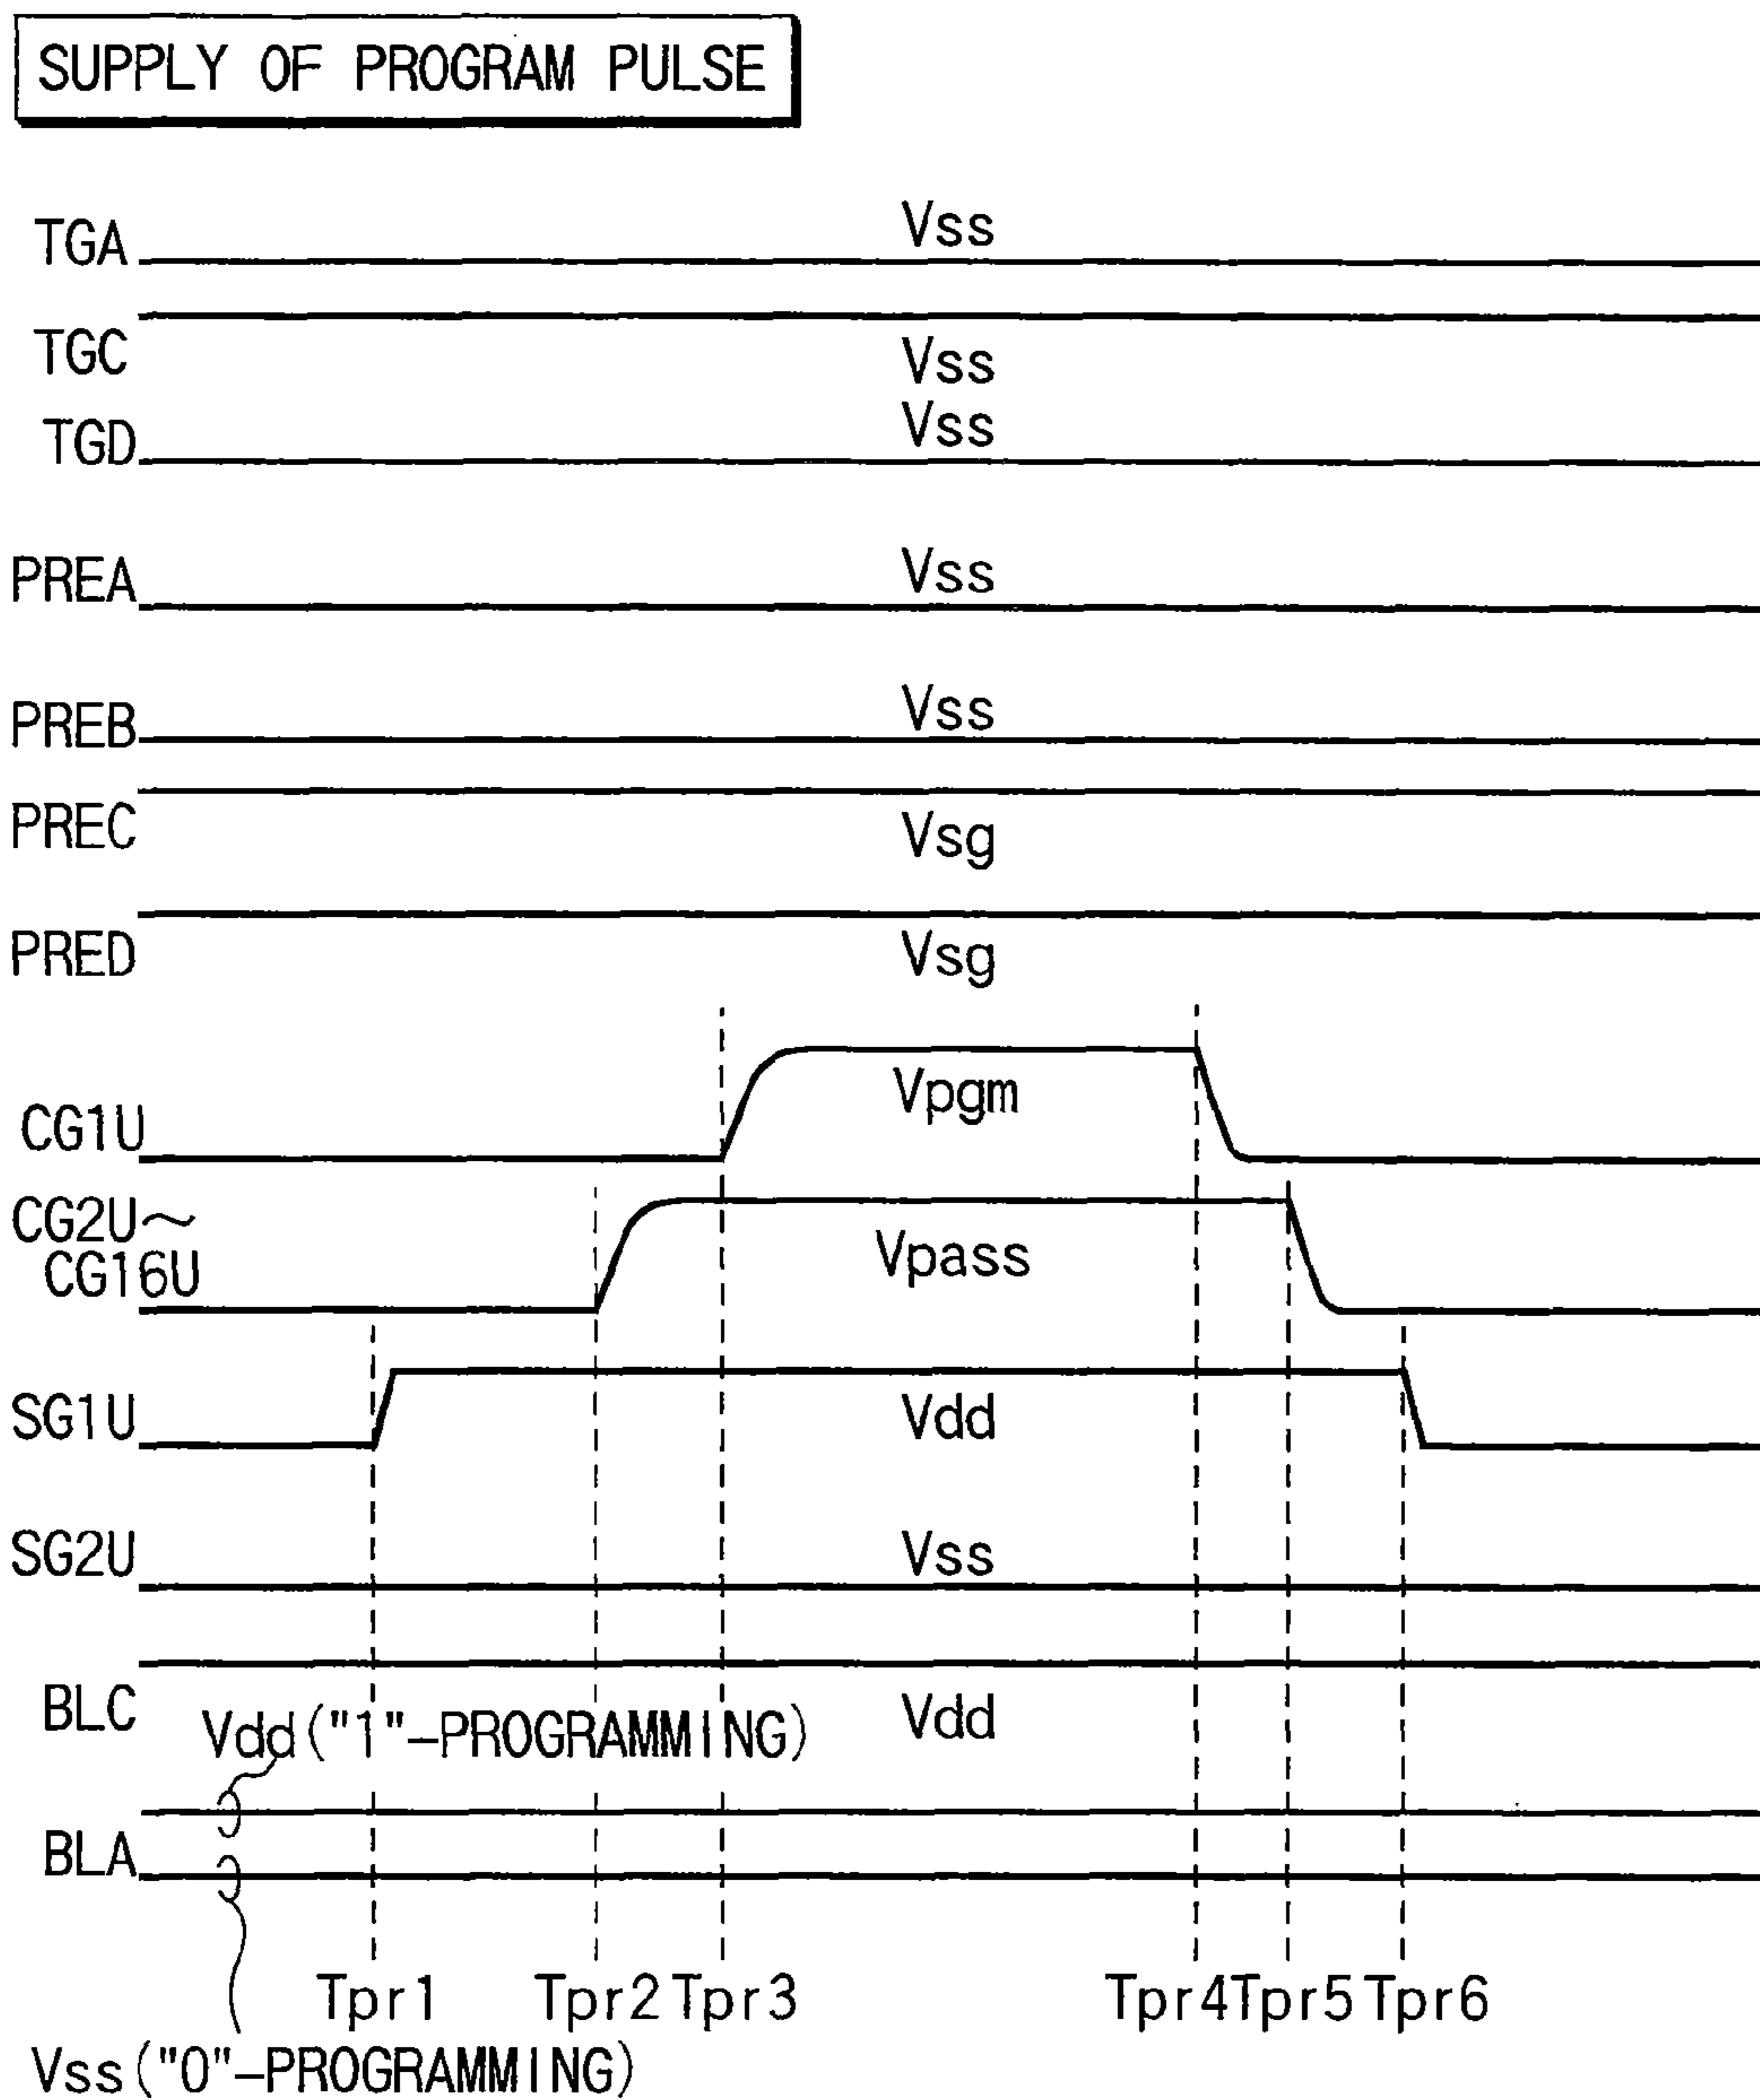 SUPPLY OF PROGRAM PULSE
TGA Vss
TGC Vss
TGD Vss
PREA Vss
PREB Vss
PREC Vsg
PRED Vsg
CG1U Vpgm
CG2U~
CG16U Vpass
SG1U Vdd
SG2U Vss
BLC Vdd
Vdd("1"-PROGRAMMING)
BLA
Tpr1 Tpr2 Tpr3 Tpr4 Tpr5 Tpr6
Vss("0"-PROGRAMMING)